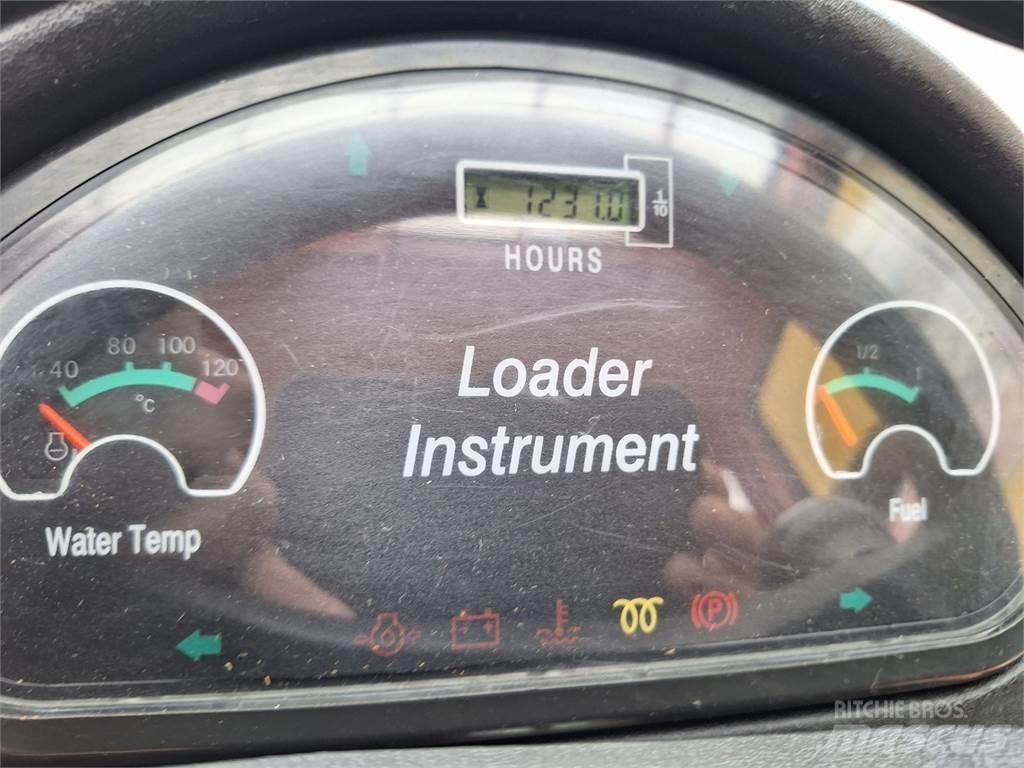 1231.0
1/10
HOURS
40 80 100 120
°C
1/2 1
Loader
Instrument
Water Temp
Fuel
P
RITCHIE BROS.
mascus